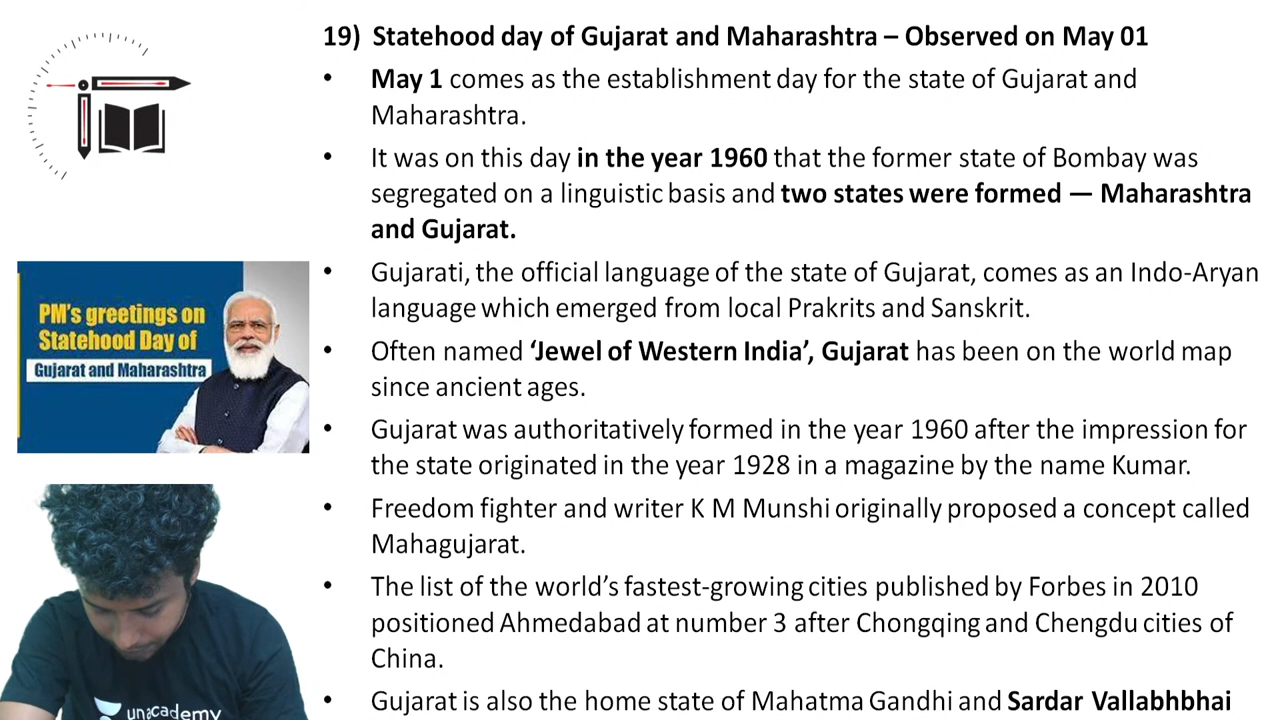 19) Statehood day of Gujarat and Maharashtra – Observed on May 01
• May 1 comes as the establishment day for the state of Gujarat and
Maharashtra.
• It was on this day in the year 1960 that the former state of Bombay was
segregated on a linguistic basis and two states were formed — Maharashtra
and Gujarat.
• Gujarati, the official language of the state of Gujarat, comes as an Indo-Aryan
language which emerged from local Prakrits and Sanskrit.
• Often named ‘Jewel of Western India’, Gujarat has been on the world map
since ancient ages.
• Gujarat was authoritatively formed in the year 1960 after the impression for
the state originated in the year 1928 in a magazine by the name Kumar.
• Freedom fighter and writer K M Munshi originally proposed a concept called
Mahagujarat.
• The list of the world’s fastest-growing cities published by Forbes in 2010
positioned Ahmedabad at number 3 after Chongqing and Chengdu cities of
China.
• Gujarat is also the home state of Mahatma Gandhi and Sardar Vallabhbhai
PM's greetings on
Statehood Day of
Gujarat and Maharashtra
unacademy